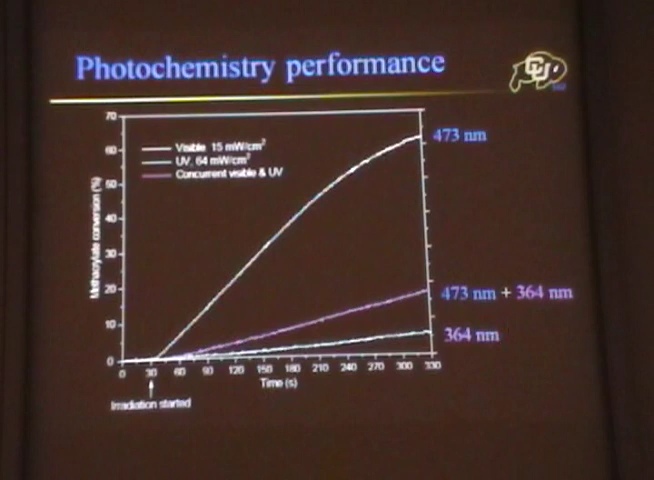 Photochemistry performance
CU
70
60
50
40
30
20
10
0
Methacrylate conversion (%)
Visible 15 mW/cm²
UV, 64 mW/cm²
Concurrent visible & UV
473 nm
473 nm + 364 nm
364 nm
0 30 60 90 120 150 180 210 240 270 300 330
Time (s)
Irradiation started